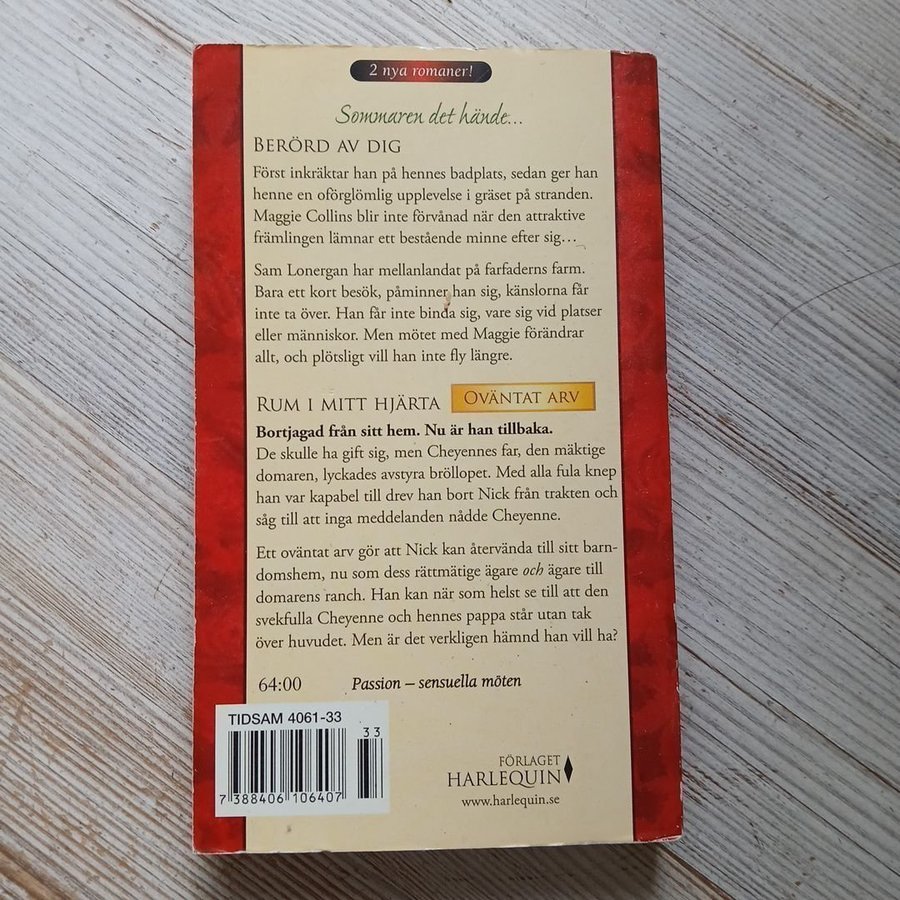 2 nya romaner!
Sommaren det hände...
BERÖRD AV DIG
Först inkräktar han på hennes badplats, sedan ger han
henne en oförglömlig upplevelse i gräset på stranden.
Maggie Collins blir inte förvånad när den attraktive
främlingen lämnar ett bestående minne efter sig...
Sam Lonergan har mellanlandat på farfaderns farm.
Bara ett kort besök, påminner han sig, känslorna får
inte ta över. Han får inte binda sig, vare sig vid platser
eller människor. Men mötet med Maggie förändrar
allt, och plötsligt vill han inte fly längre.
RUM I MITT HJÄRTA OVÄNTAT ARV
Bortjagad från sitt hem. Nu är han tillbaka.
De skulle ha gift sig, men Cheyennes far, den mäktige
domaren, lyckades avstyra bröllopet. Med alla fula knep
han var kapabel till drev han bort Nick från trakten och
såg till att inga meddelanden nådde Cheyenne.
Ett oväntat arv gör att Nick kan återvända till sitt barn-
domshem, nu som dess rättmätige ägare och ägare till
domarens ranch. Han kan när som helst se till att den
svekfulla Cheyenne och hennes pappa står utan tak
över huvudet. Men är det verkligen hämnd han vill ha?
64:00 Passion – sensuella möten
TIDSAM 4061-33
33
7 388406 106407
FÖRLAGET
HARLEQUIN
www.harlequin.se